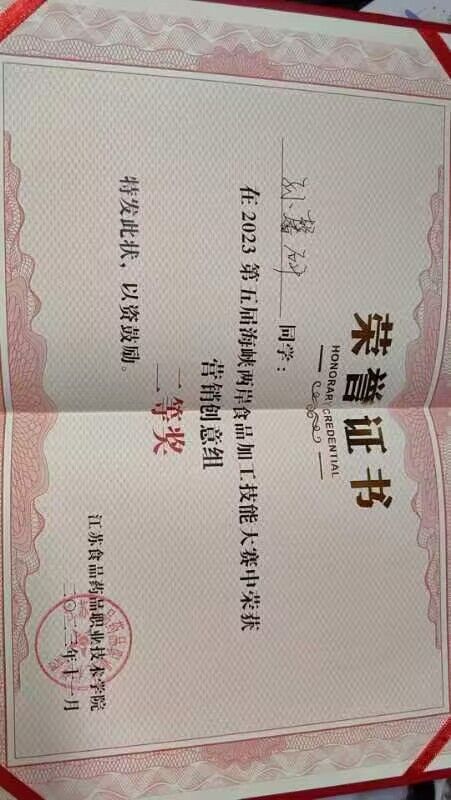 荣誉证书
HONORARY CREDENTIAL
刘馨 同学：
在2023第五届海峡两岸食品加工技能大赛中荣获
营销创意组
二等奖
特发此状，以资鼓励。
江苏食品药品职业技术学院
二〇二三年十一月